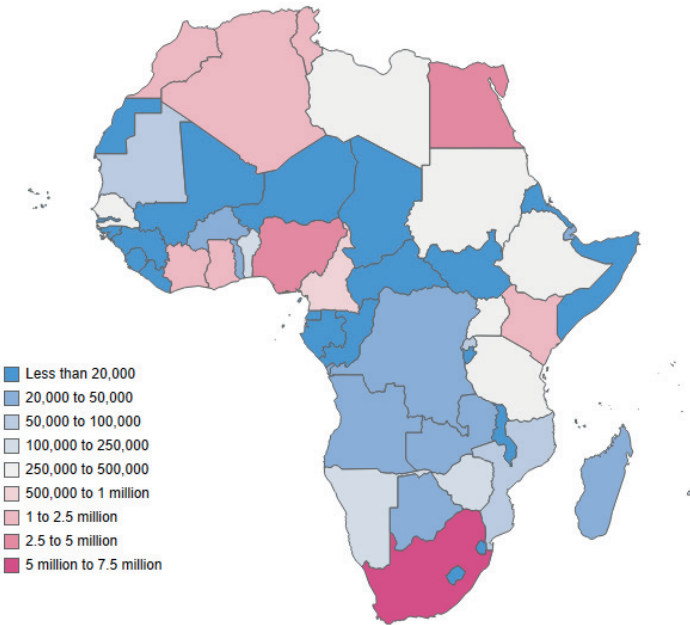 Less than 20,000
20,000 to 50,000
50,000 to 100,000
100,000 to 250,000
250,000 to 500,000
500,000 to 1 million
1 to 2.5 million
2.5 to 5 million
5 million to 7.5 million